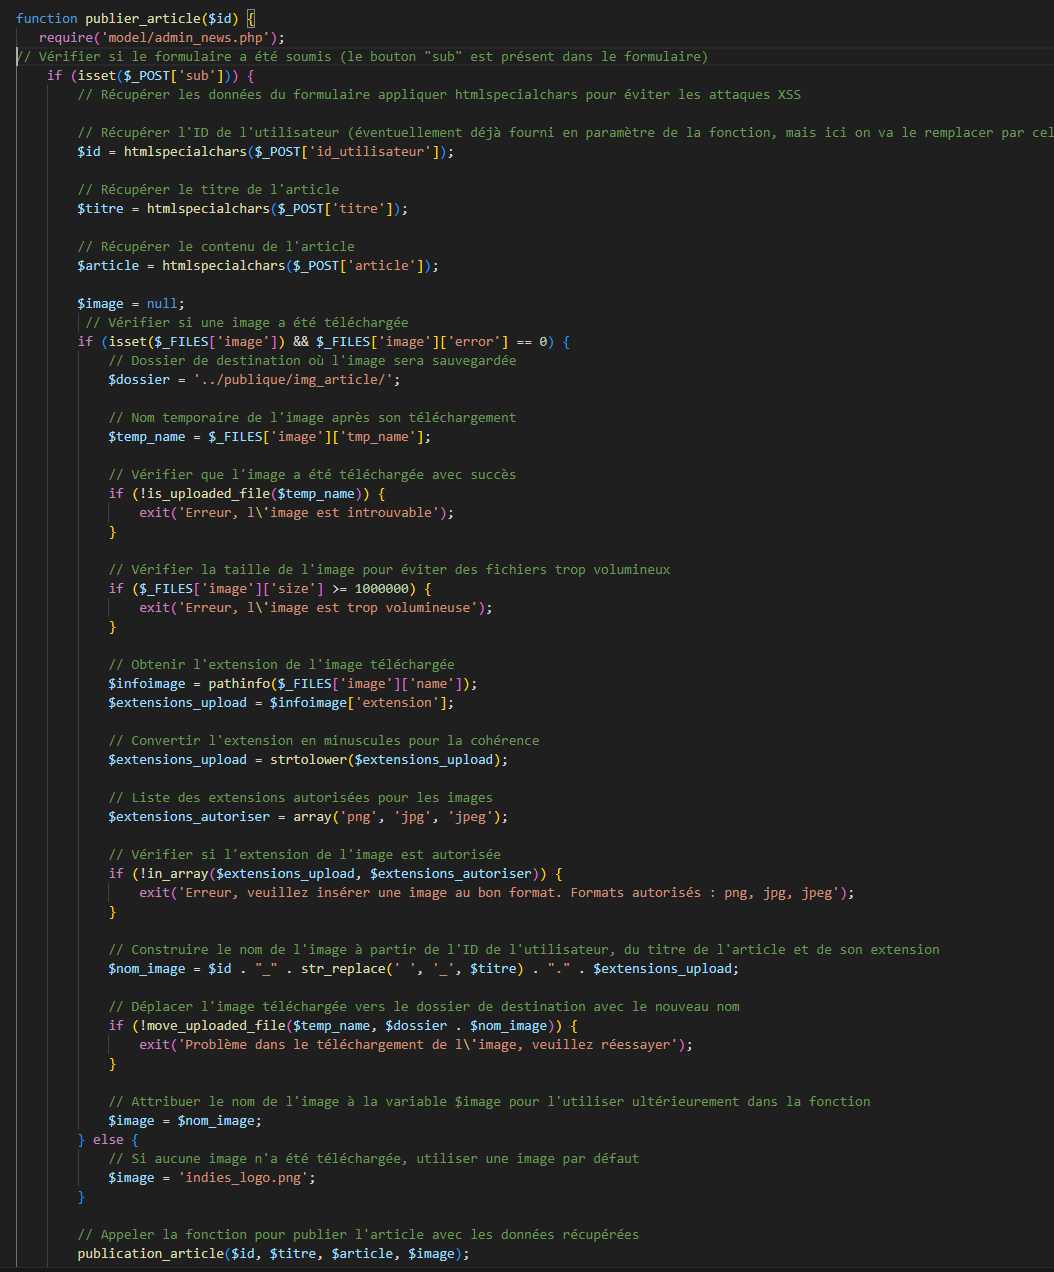 function publier_article($id) {
require('model/admin_news.php');
// Vérifier si le formulaire a été soumis (le bouton "sub" est présent dans le formulaire)
if (isset($_POST['sub'])) {
// Récupérer les données du formulaire appliquer htmlspecialchars pour éviter les attaques XSS
// Récupérer l'ID de l'utilisateur (éventuellement déjà fourni en paramètre de la fonction, mais ici on va le remplacer par cel
$id = htmlspecialchars($_POST['id_utilisateur']);
// Récupérer le titre de l'article
$titre = htmlspecialchars($_POST['titre']);
// Récupérer le contenu de l'article
$article = htmlspecialchars($_POST['article']);
$image = null;
// Vérifier si une image a été téléchargée
if (isset($_FILES['image']) && $_FILES['image']['error'] == 0) {
// Dossier de destination où l'image sera sauvegardée
$dossier = '../publique/img_article/';
// Nom temporaire de l'image après son téléchargement
$temp_name = $_FILES['image']['tmp_name'];
// Vérifier que l'image a été téléchargée avec succès
if (!is_uploaded_file($temp_name)) {
exit('Erreur, l\'image est introuvable');
}
// Vérifier la taille de l'image pour éviter des fichiers trop volumineux
if ($_FILES['image']['size'] >= 1000000) {
exit('Erreur, l\'image est trop volumineuse');
}
// Obtenir l'extension de l'image téléchargée
$infoimage = pathinfo($_FILES['image']['name']);
$extensions_upload = $infoimage['extension'];
// Convertir l'extension en minuscules pour la cohérence
$extensions_upload = strtolower($extensions_upload);
// Liste des extensions autorisées pour les images
$extensions_autoriser = array('png', 'jpg', 'jpeg');
// Vérifier si l'extension de l'image est autorisée
if (!in_array($extensions_upload, $extensions_autoriser)) {
exit('Erreur, veuillez insérer une image au bon format. Formats autorisés : png, jpg, jpeg');
}
// Construire le nom de l'image à partir de l'ID de l'utilisateur, du titre de l'article et de son extension
$nom_image = $id . "_" . str_replace(' ', '_', $titre) . "." . $extensions_upload;
// Déplacer l'image téléchargée vers le dossier de destination avec le nouveau nom
if (!move_uploaded_file($temp_name, $dossier . $nom_image)) {
exit('Problème dans le téléchargement de l\'image, veuillez réessayer');
}
// Attribuer le nom de l'image à la variable $image pour l'utiliser ultérieurement dans la fonction
$image = $nom_image;
} else {
// Si aucune image n'a été téléchargée, utiliser une image par défaut
$image = 'indies_logo.png';
}
// Appeler la fonction pour publier l'article avec les données récupérées
publication_article($id, $titre, $article, $image);